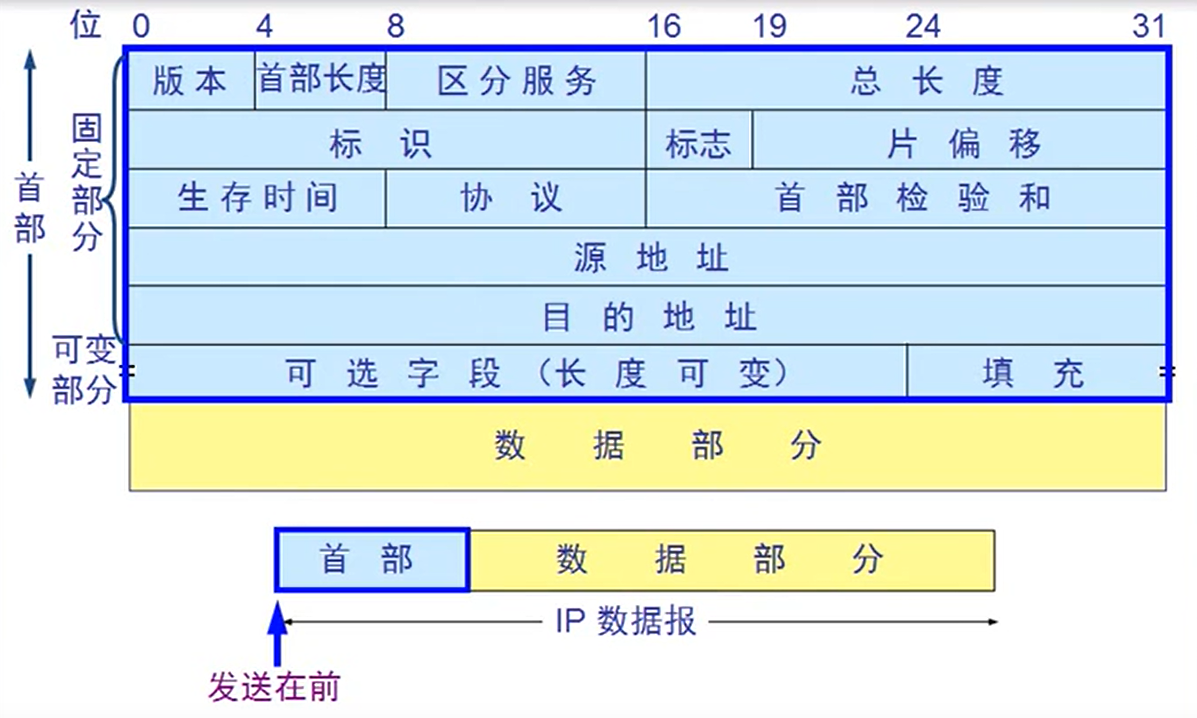 位 0 4 8 16 19 24 31
版本 首部长度 区分服务 总长度
标识 标志 片偏移
生存时间 协议 首部检验和
源地址
目的地址
可选字段（长度可变） 填充
首部
固定部分
可变部分
数据部分
首部 数据部分
IP 数据报
发送在前